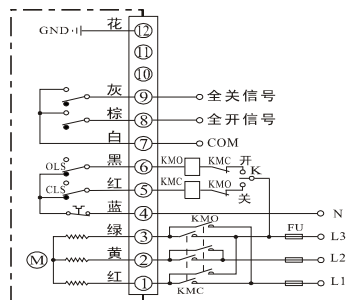 GND 花 12
11
10
灰 9 全关信号
棕 8 全开信号
白 7 COM
OLS 黑 6 KMO KMC 开
K
CLS 红 5 KMC KMO 关
蓝 4 N
绿 3 KMO FU L3
M 黄 2 L2
红 1 KMC L1